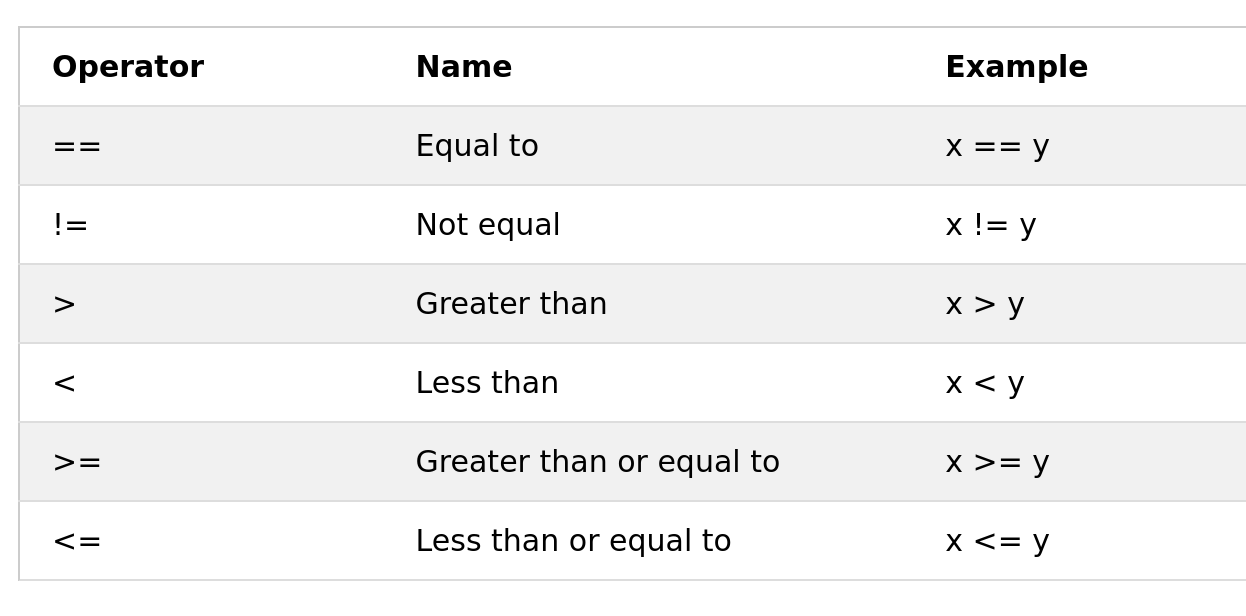 Operator Name Example
== Equal to x == y
!= Not equal x != y
> Greater than x > y
< Less than x < y
>= Greater than or equal to x >= y
<= Less than or equal to x <= y